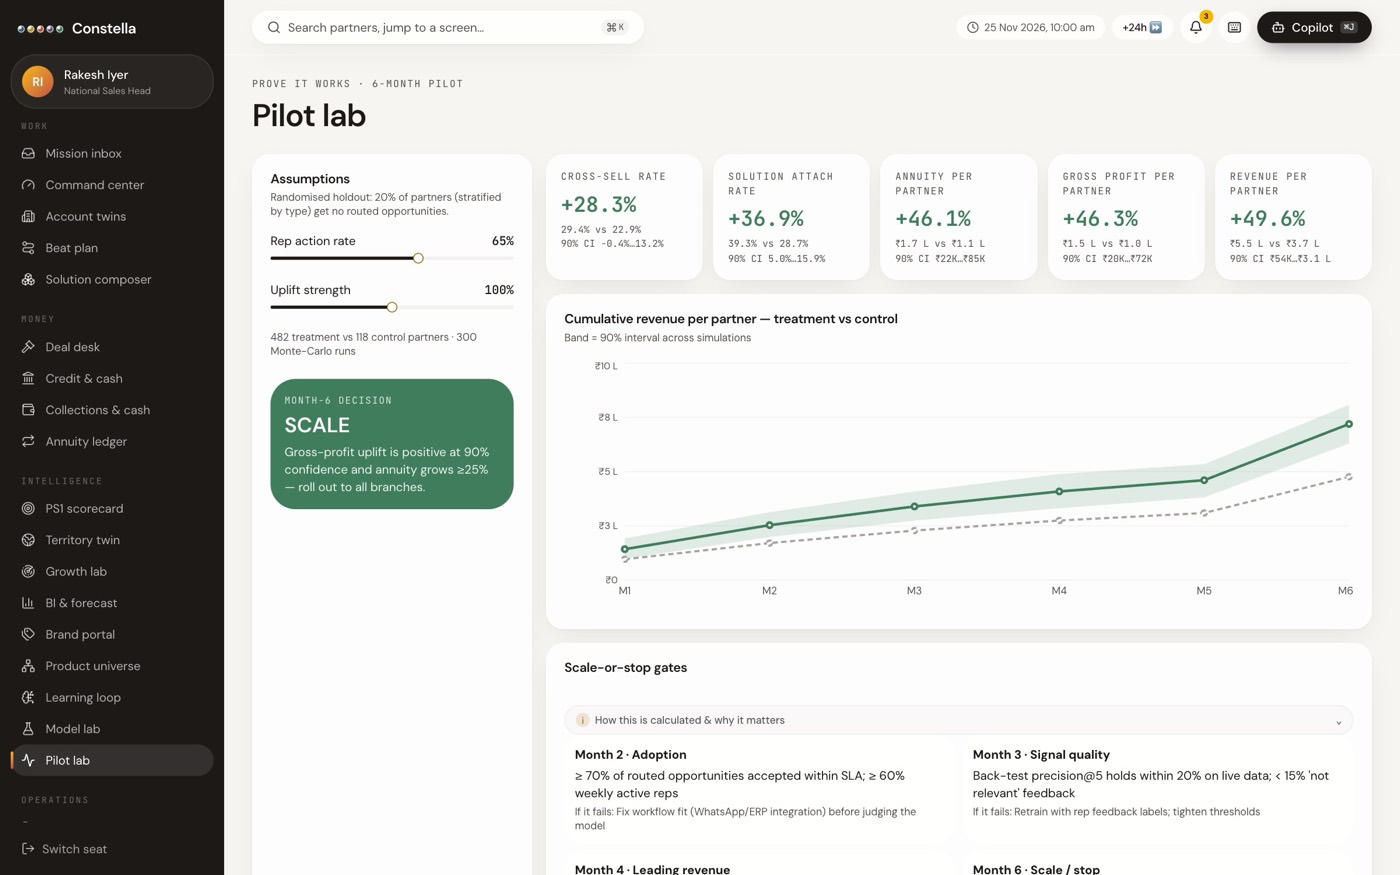 Constella
Search partners, jump to a screen...
⌘K
25 Nov 2026, 10:00 am
+24h
3
Copilot
⌘J
RI
Rakesh Iyer
National Sales Head
WORK
Mission inbox
Command center
Account twins
Beat plan
Solution composer
MONEY
Deal desk
Credit & cash
Collections & cash
Annuity ledger
INTELLIGENCE
PS1 scorecard
Territory twin
Growth lab
BI & forecast
Brand portal
Product universe
Learning loop
Model lab
Pilot lab
OPERATIONS
Switch seat
PROVE IT WORKS · 6-MONTH PILOT
Pilot lab
Assumptions
Randomised holdout: 20% of partners (stratified
by type) get no routed opportunities.
Rep action rate
65%
Uplift strength
100%
482 treatment vs 118 control partners · 300
Monte-Carlo runs
MONTH-6 DECISION
SCALE
Gross-profit uplift is positive at 90%
confidence and annuity grows ≥25%
— roll out to all branches.
CROSS-SELL RATE
+28.3%
29.4% vs 22.9%
90% CI -0.4%…13.2%
SOLUTION ATTACH
RATE
+36.9%
39.3% vs 28.7%
90% CI 5.0%…15.9%
ANNUITY PER
PARTNER
+46.1%
₹1.7 L vs ₹1.1 L
90% CI ₹22K…₹85K
GROSS PROFIT PER
PARTNER
+46.3%
₹1.5 L vs ₹1.0 L
90% CI ₹20K…₹72K
REVENUE PER
PARTNER
+49.6%
₹5.5 L vs ₹3.7 L
90% CI ₹54K…₹3.1 L
Cumulative revenue per partner — treatment vs control
Band = 90% interval across simulations
₹10 L
₹8 L
₹5 L
₹3 L
₹0
M1
M2
M3
M4
M5
M6
Scale-or-stop gates
i
How this is calculated & why it matters
Month 2 · Adoption
≥ 70% of routed opportunities accepted within SLA; ≥ 60%
weekly active reps
If it fails: Fix workflow fit (WhatsApp/ERP integration) before judging the
model
Month 3 · Signal quality
Back-test precision@5 holds within 20% on live data; < 15% 'not
relevant' feedback
If it fails: Retrain with rep feedback labels; tighten thresholds
Month 4 · Leading revenue
Month 6 · Scale / stop